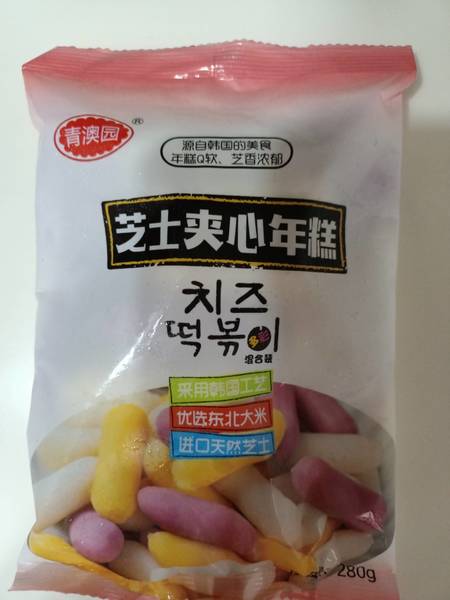 青澳园
®
源自韩国的美食
年糕Q软、芝香浓郁
芝士夹心年糕
치즈
떡볶이
多彩
混合装
采用韩国工艺
优选东北大米
进口天然芝士
280g